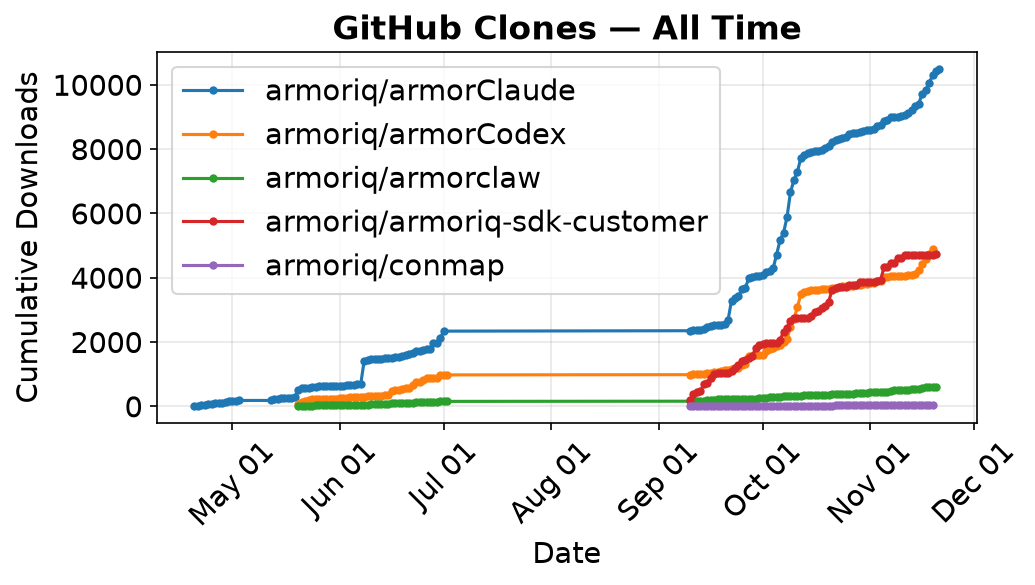 GitHub Clones — All Time
Cumulative Downloads
10000
8000
6000
4000
2000
0
armoriq/armorClaude
armoriq/armorCodex
armoriq/armorclaw
armoriq/armoriq-sdk-customer
armoriq/conmap
May 01
Jun 01
Jul 01
Aug 01
Sep 01
Oct 01
Nov 01
Dec 01
Date